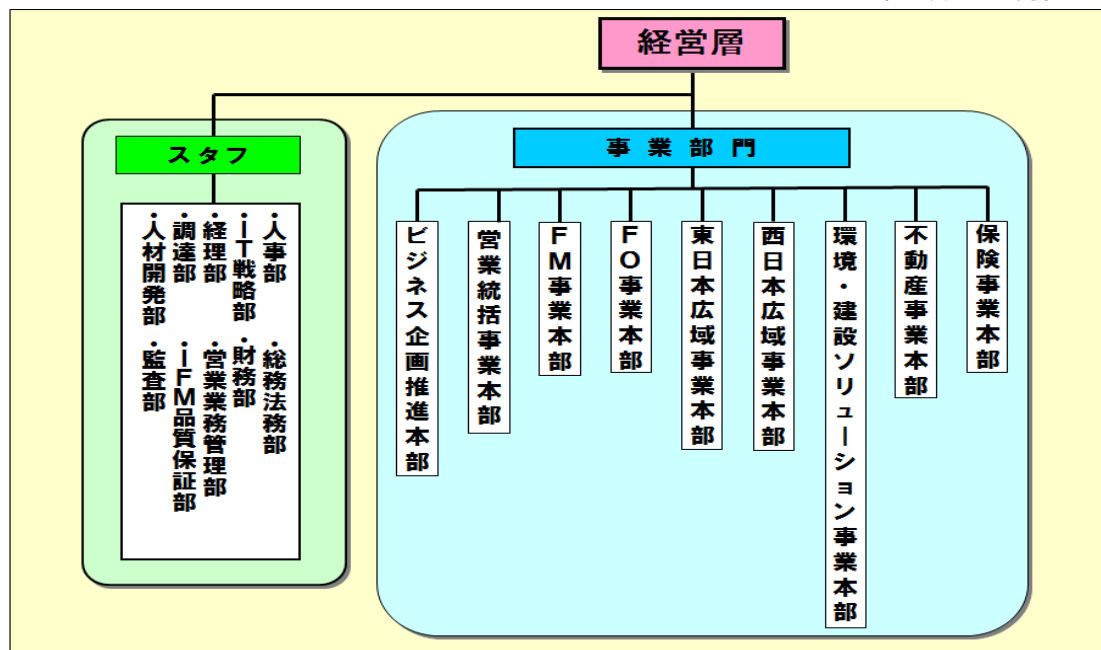 経営層
スタフ
事業部門
・人事部 ・総務法務部
・IT戦略部・財務部
・経理部 ・営業業務管理部
・調達部 ・IFM品質保証部
・人材開発部 ・監査部
ビジネス企画推進本部
営業統括事業本部
FM事業本部
FO事業本部
東日本広域事業本部
西日本広域事業本部
環境・建設ソリューション事業本部
不動産事業本部
保険事業本部